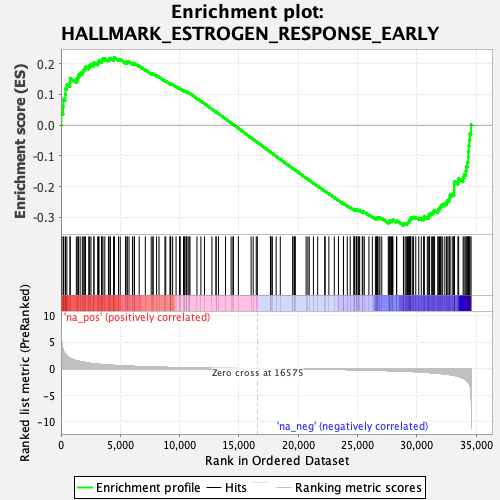 Enrichment plot:
HALLMARK_ESTROGEN_RESPONSE_EARLY
Enrichment score (ES)
0.2
0.1
0.0
-0.1
-0.2
-0.3
Ranked list metric (PreRanked)
10
5
0
-5
-10
'na_pos' (positively correlated)
Zero cross at 16575
'na_neg' (negatively correlated)
0
5,000
10,000
15,000
20,000
25,000
30,000
35,000
Rank in Ordered Dataset
Enrichment profile
Hits
Ranking metric scores